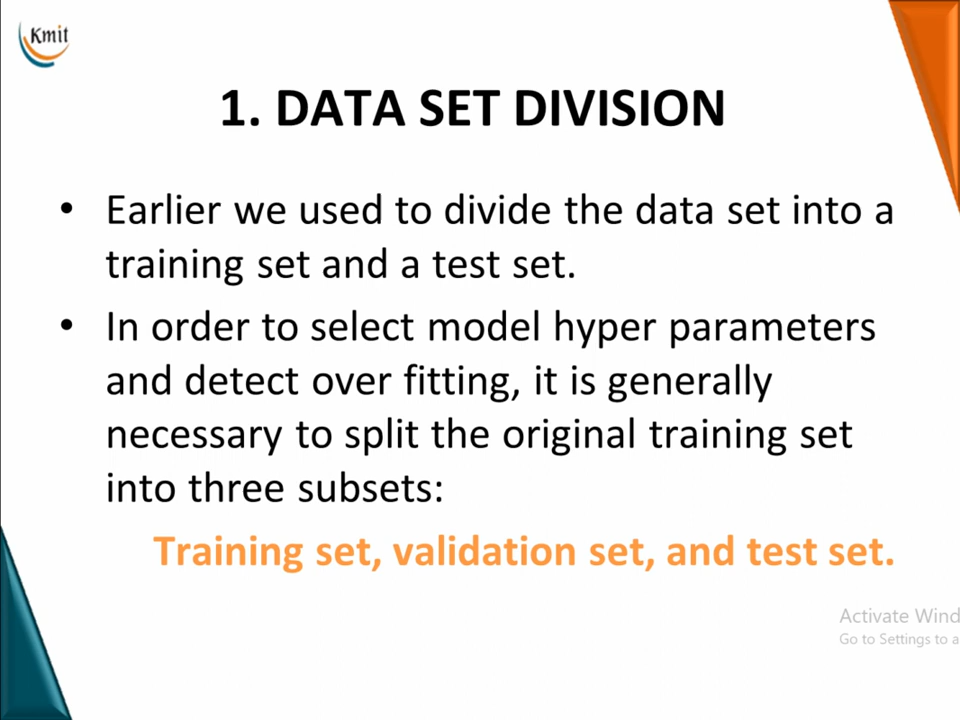 Kmit
1. DATA SET DIVISION
• Earlier we used to divide the data set into a
training set and a test set.
• In order to select model hyper parameters
and detect over fitting, it is generally
necessary to split the original training set
into three subsets:
Training set, validation set, and test set.
Activate Wind
Go to Settings to a